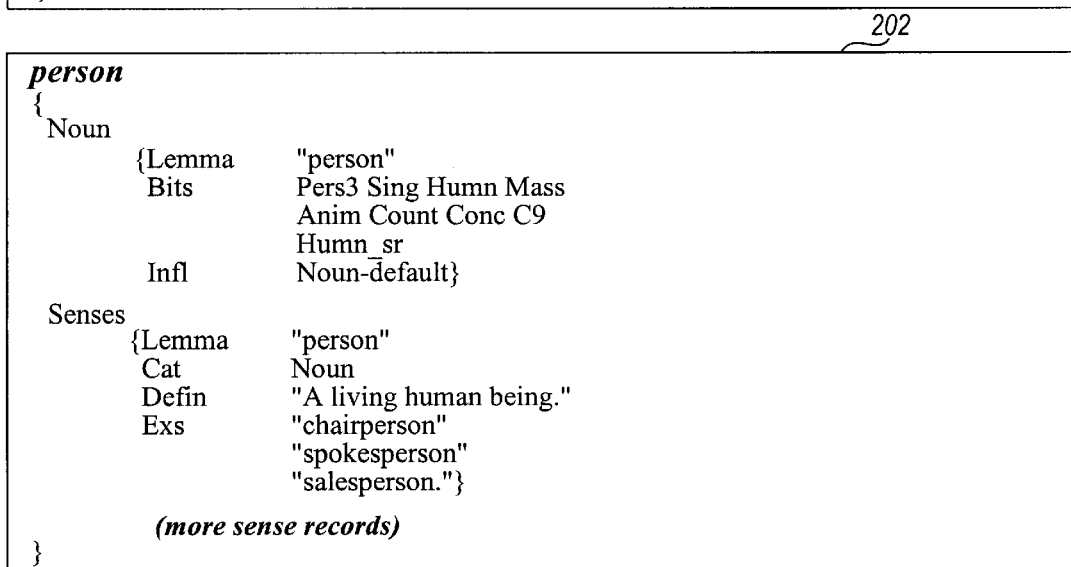 202
person
{
Noun
{Lemma "person"
Bits Pers3 Sing Humn Mass
Anim Count Conc C9
Humn_sr
Infl Noun-default}
Senses
{Lemma "person"
Cat Noun
Defin "A living human being."
Exs "chairperson"
"spokesperson"
"salesperson."}
(more sense records)
}